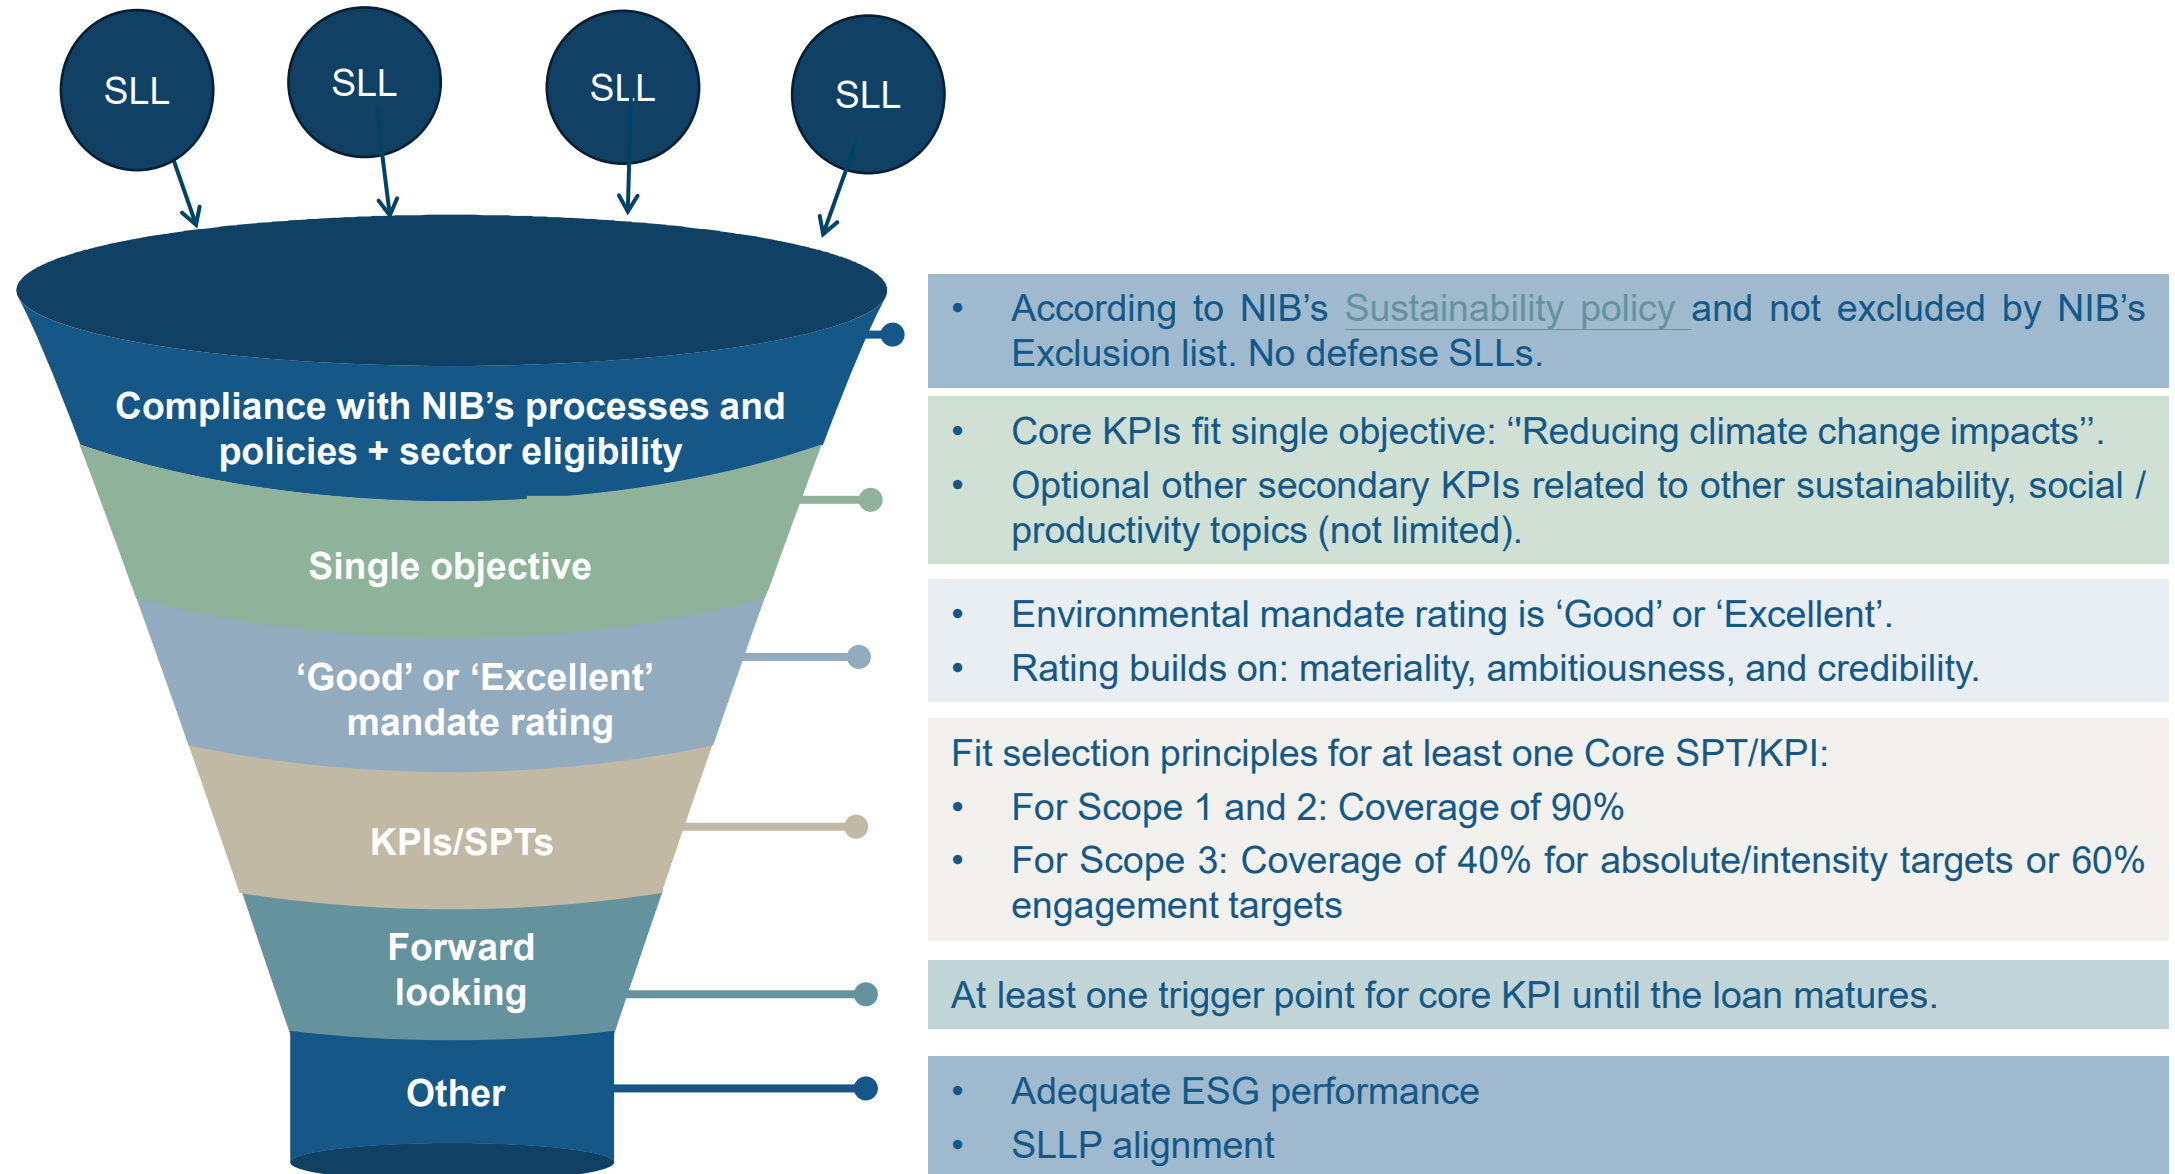 SLL
SLL
SLL
SLL
Compliance with NIB’s processes and
policies + sector eligibility
• According to NIB’s Sustainability policy and not excluded by NIB’s
Exclusion list. No defense SLLs.
Single objective
• Core KPIs fit single objective: “Reducing climate change impacts”.
• Optional other secondary KPIs related to other sustainability, social /
productivity topics (not limited).
‘Good’ or ‘Excellent’
mandate rating
• Environmental mandate rating is ‘Good’ or ‘Excellent’.
• Rating builds on: materiality, ambitiousness, and credibility.
KPIs/SPTs
Fit selection principles for at least one Core SPT/KPI:
• For Scope 1 and 2: Coverage of 90%
• For Scope 3: Coverage of 40% for absolute/intensity targets or 60%
engagement targets
Forward
looking
At least one trigger point for core KPI until the loan matures.
Other
• Adequate ESG performance
• SLLP alignment